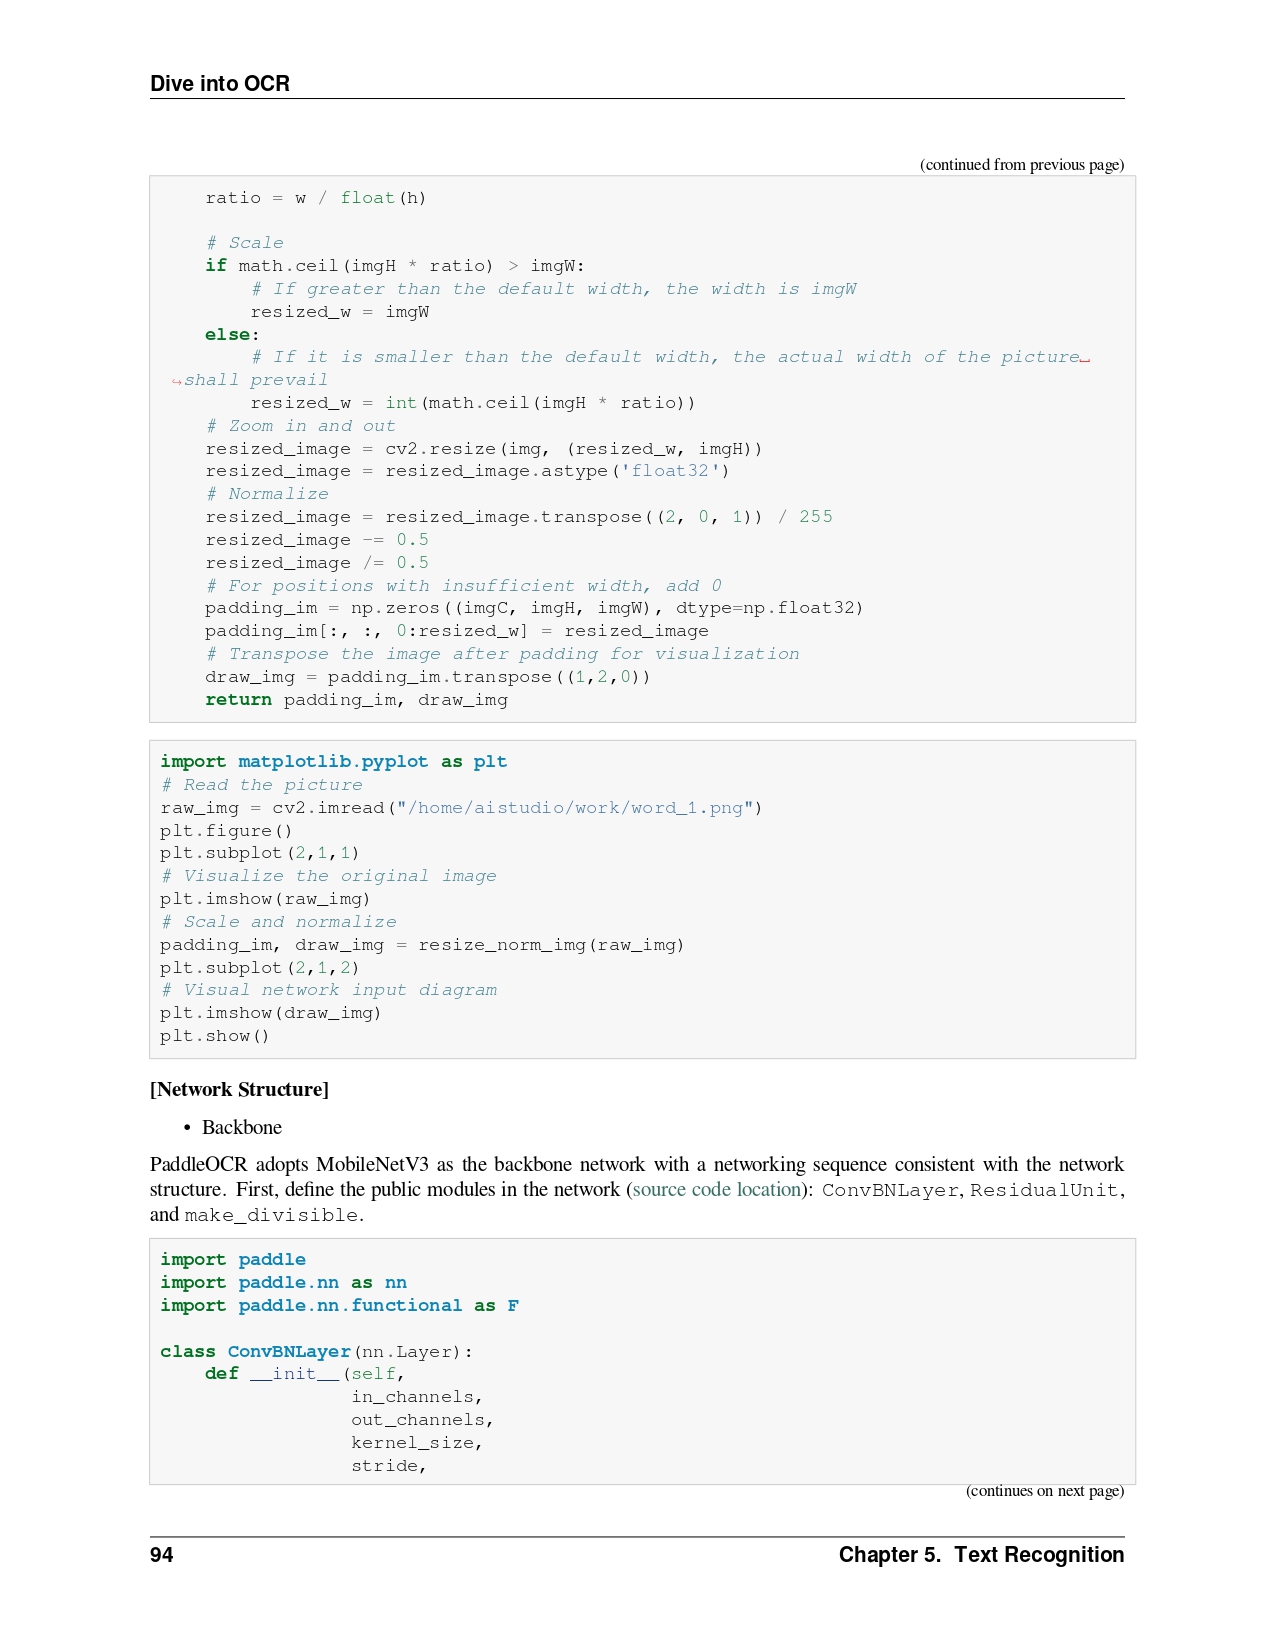 Dive into OCR
(continued from previous page)
    ratio = w / float(h)

    # Scale
    if math.ceil(imgH * ratio) > imgW:
        # If greater than the default width, the width is imgW
        resized_w = imgW
    else:
        # If it is smaller than the default width, the actual width of the picture␣
↪shall prevail
        resized_w = int(math.ceil(imgH * ratio))
    # Zoom in and out
    resized_image = cv2.resize(img, (resized_w, imgH))
    resized_image = resized_image.astype('float32')
    # Normalize
    resized_image = resized_image.transpose((2, 0, 1)) / 255
    resized_image -= 0.5
    resized_image /= 0.5
    # For positions with insufficient width, add 0
    padding_im = np.zeros((imgC, imgH, imgW), dtype=np.float32)
    padding_im[:, :, 0:resized_w] = resized_image
    # Transpose the image after padding for visualization
    draw_img = padding_im.transpose((1,2,0))
    return padding_im, draw_img

import matplotlib.pyplot as plt
# Read the picture
raw_img = cv2.imread("/home/aistudio/work/word_1.png")
plt.figure()
plt.subplot(2,1,1)
# Visualize the original image
plt.imshow(raw_img)
# Scale and normalize
padding_im, draw_img = resize_norm_img(raw_img)
plt.subplot(2,1,2)
# Visual network input diagram
plt.imshow(draw_img)
plt.show()

[Network Structure]
• Backbone
PaddleOCR adopts MobileNetV3 as the backbone network with a networking sequence consistent with the network
structure. First, define the public modules in the network (source code location): ConvBNLayer, ResidualUnit,
and make_divisible.

import paddle
import paddle.nn as nn
import paddle.nn.functional as F

class ConvBNLayer(nn.Layer):
    def __init__(self,
                 in_channels,
                 out_channels,
                 kernel_size,
                 stride,
(continues on next page)
94
Chapter 5. Text Recognition